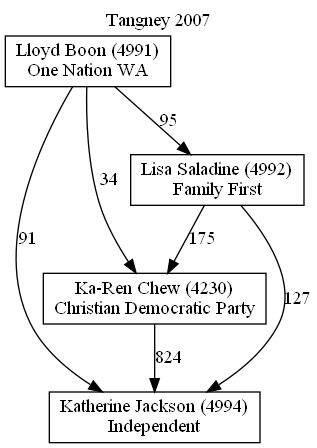 Tangney 2007
Lloyd Boon (4991)
One Nation WA
95
Lisa Saladine (4992)
Family First
34
91
175
127
Ka-Ren Chew (4230)
Christian Democratic Party
824
Katherine Jackson (4994)
Independent